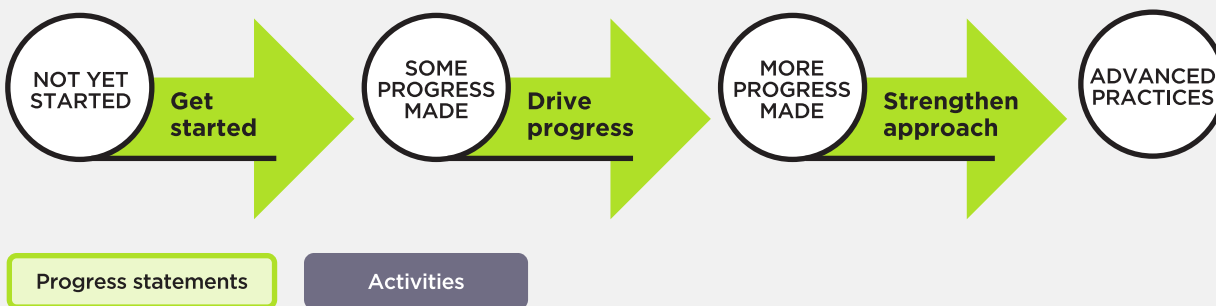 NOT YET
STARTED
Get
started
SOME
PROGRESS
MADE
Drive
progress
MORE
PROGRESS
MADE
Strengthen
approach
ADVANCED
PRACTICES
Progress statements
Activities